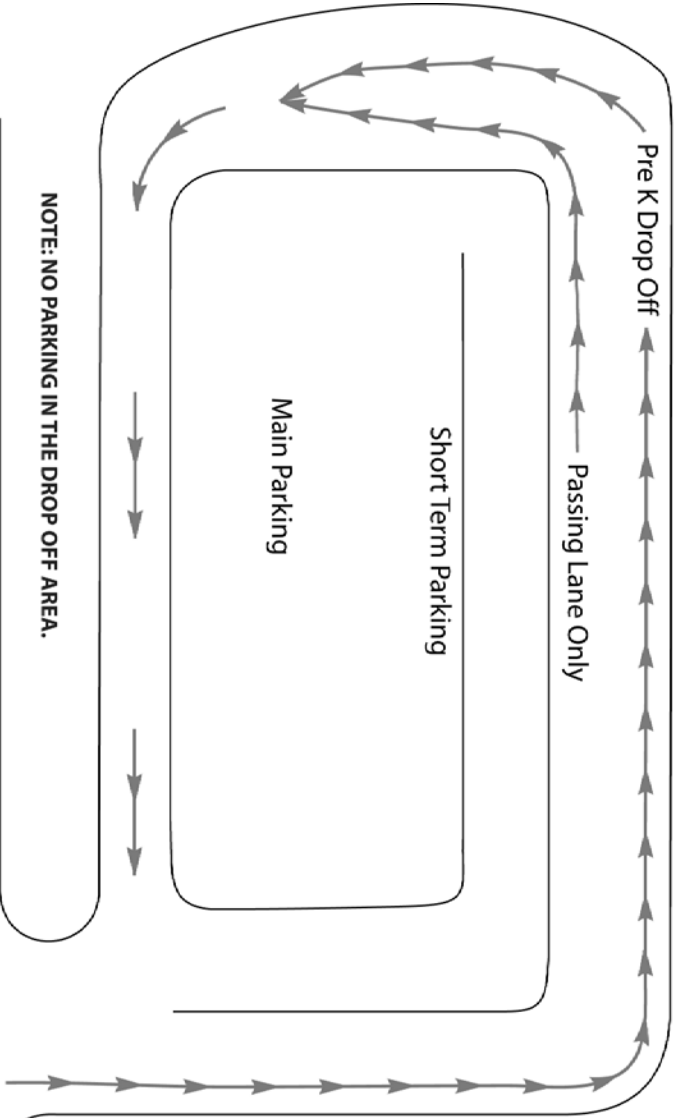 Pre K Drop Off
Passing Lane Only
Short Term Parking
Main Parking
NOTE: NO PARKING IN THE DROP OFF AREA.